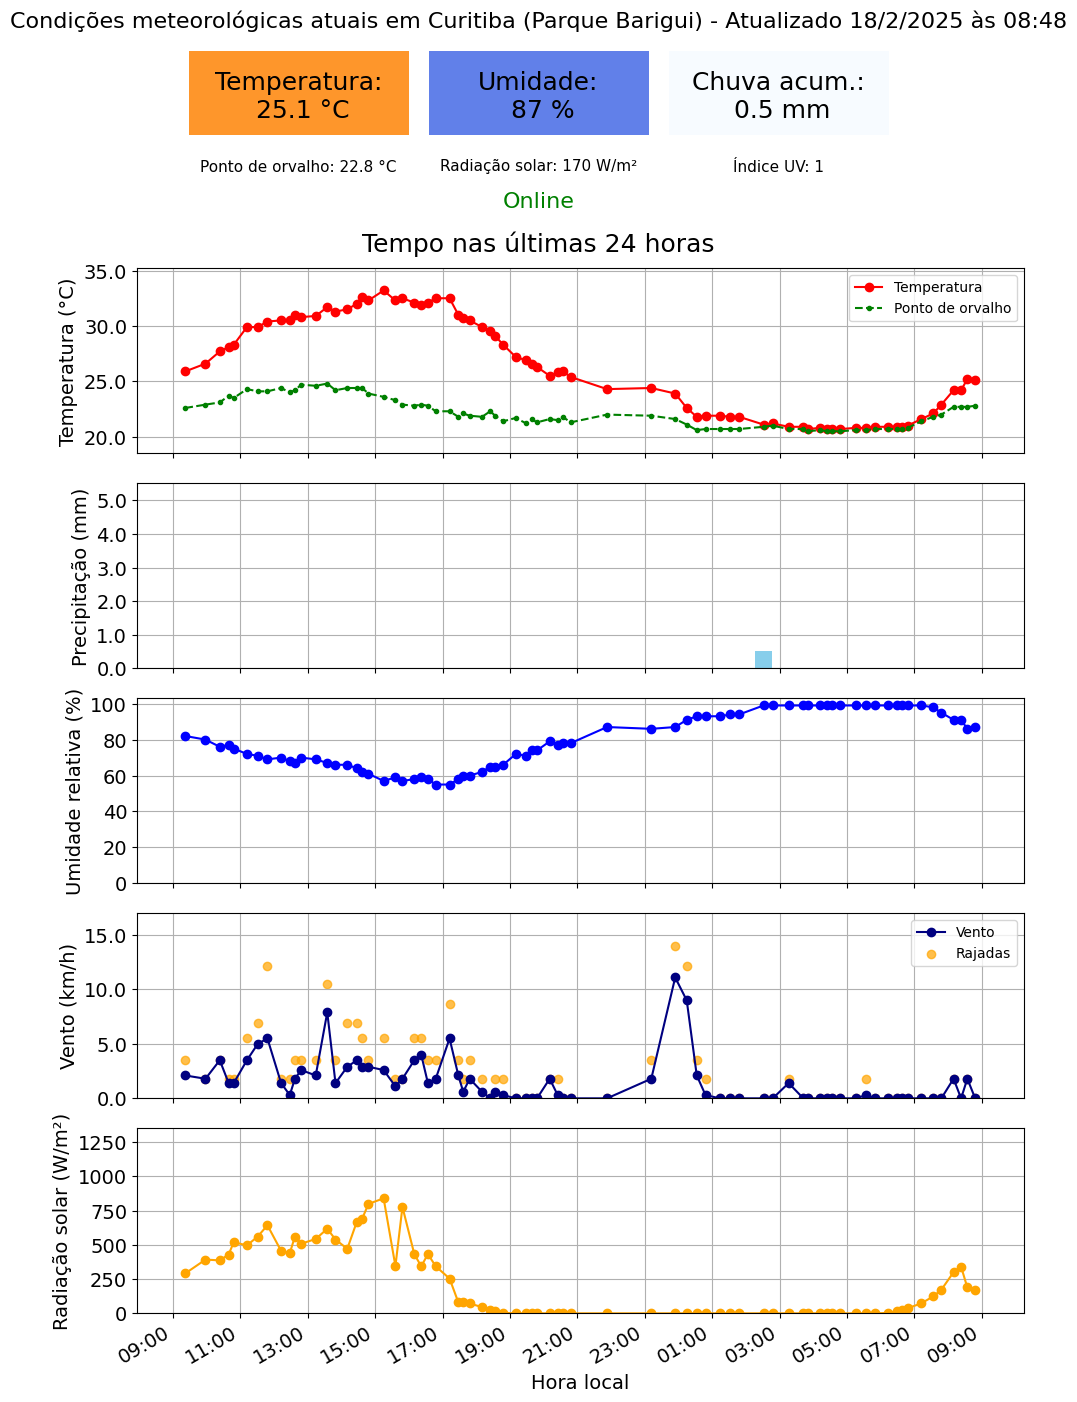 Condições meteorológicas atuais em Curitiba (Parque Barigui) - Atualizado 18/2/2025 às 08:48
Temperatura:
25.1 °C
Umidade:
87 %
Chuva acum.:
0.5 mm
Ponto de orvalho: 22.8 °C
Radiação solar: 170 W/m²
Índice UV: 1
Online
Tempo nas últimas 24 horas
Temperatura (°C)
35.0
30.0
25.0
20.0
Temperatura
Ponto de orvalho
Precipitação (mm)
5.0
4.0
3.0
2.0
1.0
0.0
Umidade relativa (%)
100
80
60
40
20
0
Vento (km/h)
15.0
10.0
5.0
0.0
Vento
Rajadas
Radiação solar (W/m²)
1250
1000
750
500
250
0
09:00
11:00
13:00
15:00
17:00
19:00
21:00
23:00
01:00
03:00
05:00
07:00
09:00
Hora local